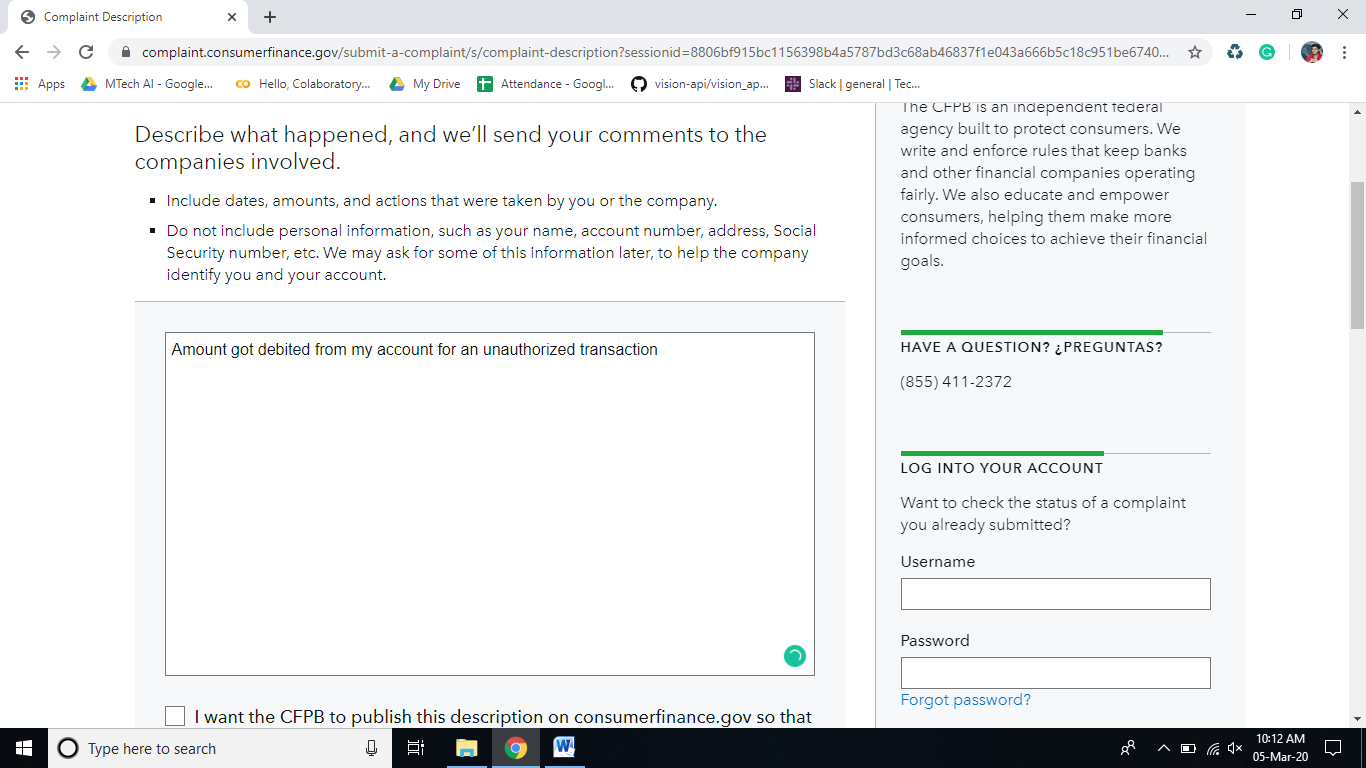 Complaint Description
complaint.consumerfinance.gov/submit-a-complaint/s/complaint-description?sessionid=8806bf915bc1156398b4a5787bd3c68ab46837f1e043a666b5c18c951be6740...
Apps
MTech AI - Google...
Hello, Colaboratory...
My Drive
Attendance - Googl...
vision-api/vision_ap...
Slack | general | Tec...
Describe what happened, and we'll send your comments to the
companies involved.
Include dates, amounts, and actions that were taken by you or the company.
Do not include personal information, such as your name, account number, address, Social
Security number, etc. We may ask for some of this information later, to help the company
identify you and your account.
Amount got debited from my account for an unauthorized transaction
I want the CFPB to publish this description on consumerfinance.gov so that
The CFPB is an independent federal
agency built to protect consumers. We
write and enforce rules that keep banks
and other financial companies operating
fairly. We also educate and empower
consumers, helping them make more
informed choices to achieve their financial
goals.
HAVE A QUESTION? ¿PREGUNTAS?
(855) 411-2372
LOG INTO YOUR ACCOUNT
Want to check the status of a complaint
you already submitted?
Username
Password
Forgot password?
Type here to search
10:12 AM
05-Mar-20